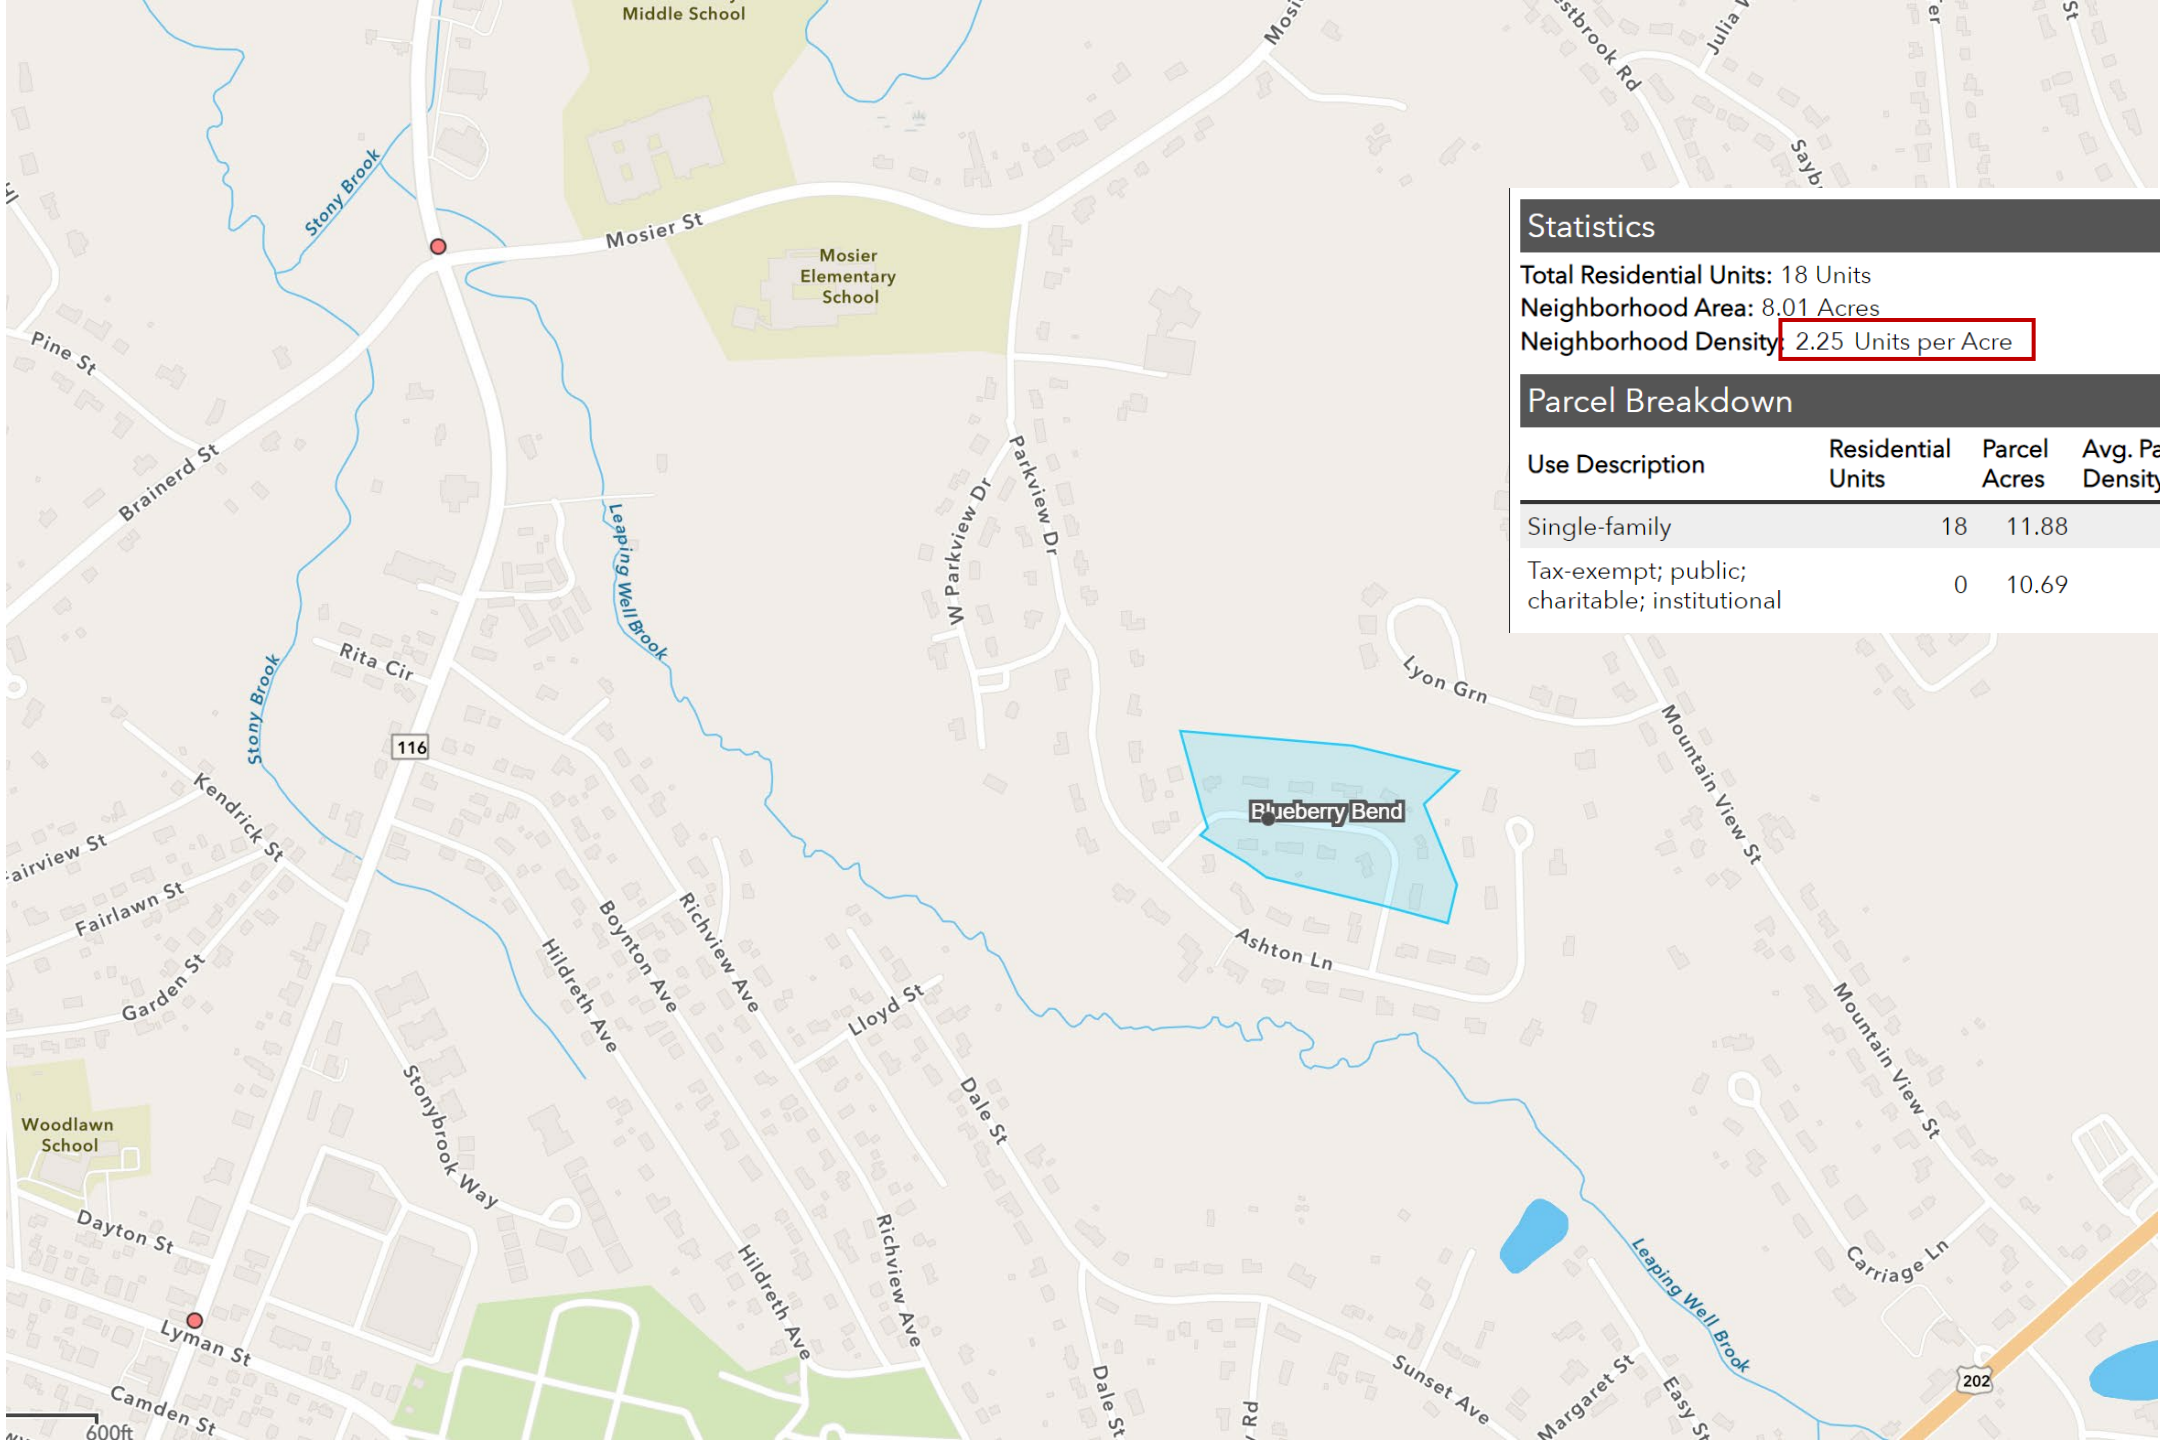 Middle School
Mosier
Elementary
School
Mosier St
Stony Brook
Pine St
Brainerd St
Parkview Dr
W Parkview Dr
Leaping Well Brook
Rita Cir
Stony Brook
116
Kendrick St
Fairlawn St
Garden St
Hildreth Ave
Boynton Ave
Richview Ave
Lloyd St
Dale St
Stonybrook Way
Woodlawn
School
Dayton St
Lyman St
Camden St
600ft
Hildreth Ave
Richview Ave
Dale St
Sunset Ave
Margaret St
Easy St
Leaping Well Brook
Carriage Ln
202
Mountain View St
Mountain View St
Lyon Grn
Blueberry Bend
Ashton Ln
Statistics
Total Residential Units: 18 Units
Neighborhood Area: 8.01 Acres
Neighborhood Density: 2.25 Units per Acre
Parcel Breakdown
Use Description Residential Units Parcel Acres Avg. Pa Density
Single-family 18 11.88
Tax-exempt; public;
charitable; institutional 0 10.69